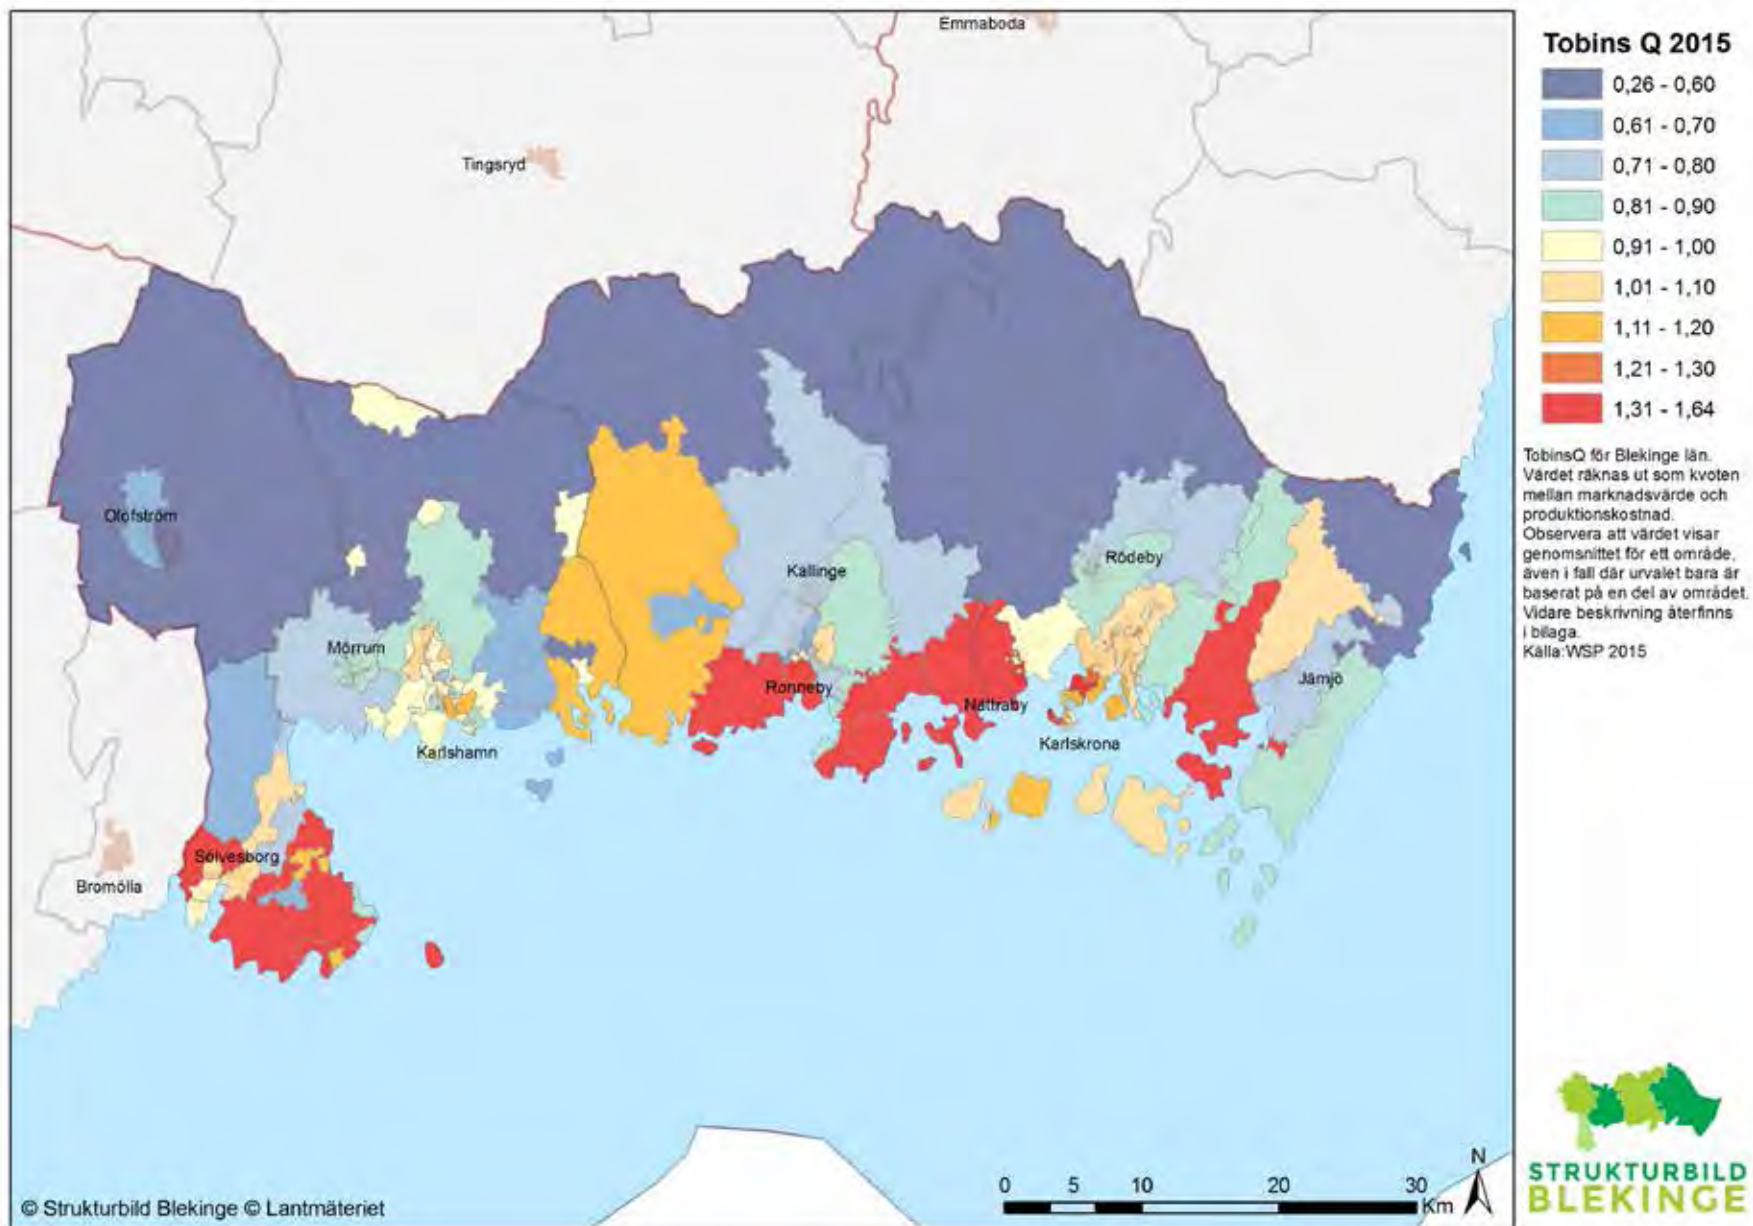 Emmaboda
Tingsryd
Olofström
Kallinge
Rödeby
Mörrum
Jämjö
Ronneby
Nättraby
Karlskrona
Karlshamn
Sölvesborg
Bromölla
© Strukturbild Blekinge © Lantmäteriet
0 5 10 20 30
Km
N
Tobins Q 2015
0,26 - 0,60
0,61 - 0,70
0,71 - 0,80
0,81 - 0,90
0,91 - 1,00
1,01 - 1,10
1,11 - 1,20
1,21 - 1,30
1,31 - 1,64
TobinsQ för Blekinge län.
Värdet räknas ut som kvoten
mellan marknadsvärde och
produktionskostnad.
Observera att värdet visar
genomsnittet för ett område,
även i fall där urvalet bara är
baserat på en del av området.
Vidare beskrivning återfinns
i bilaga.
Källa:WSP 2015
STRUKTURBILD
BLEKINGE